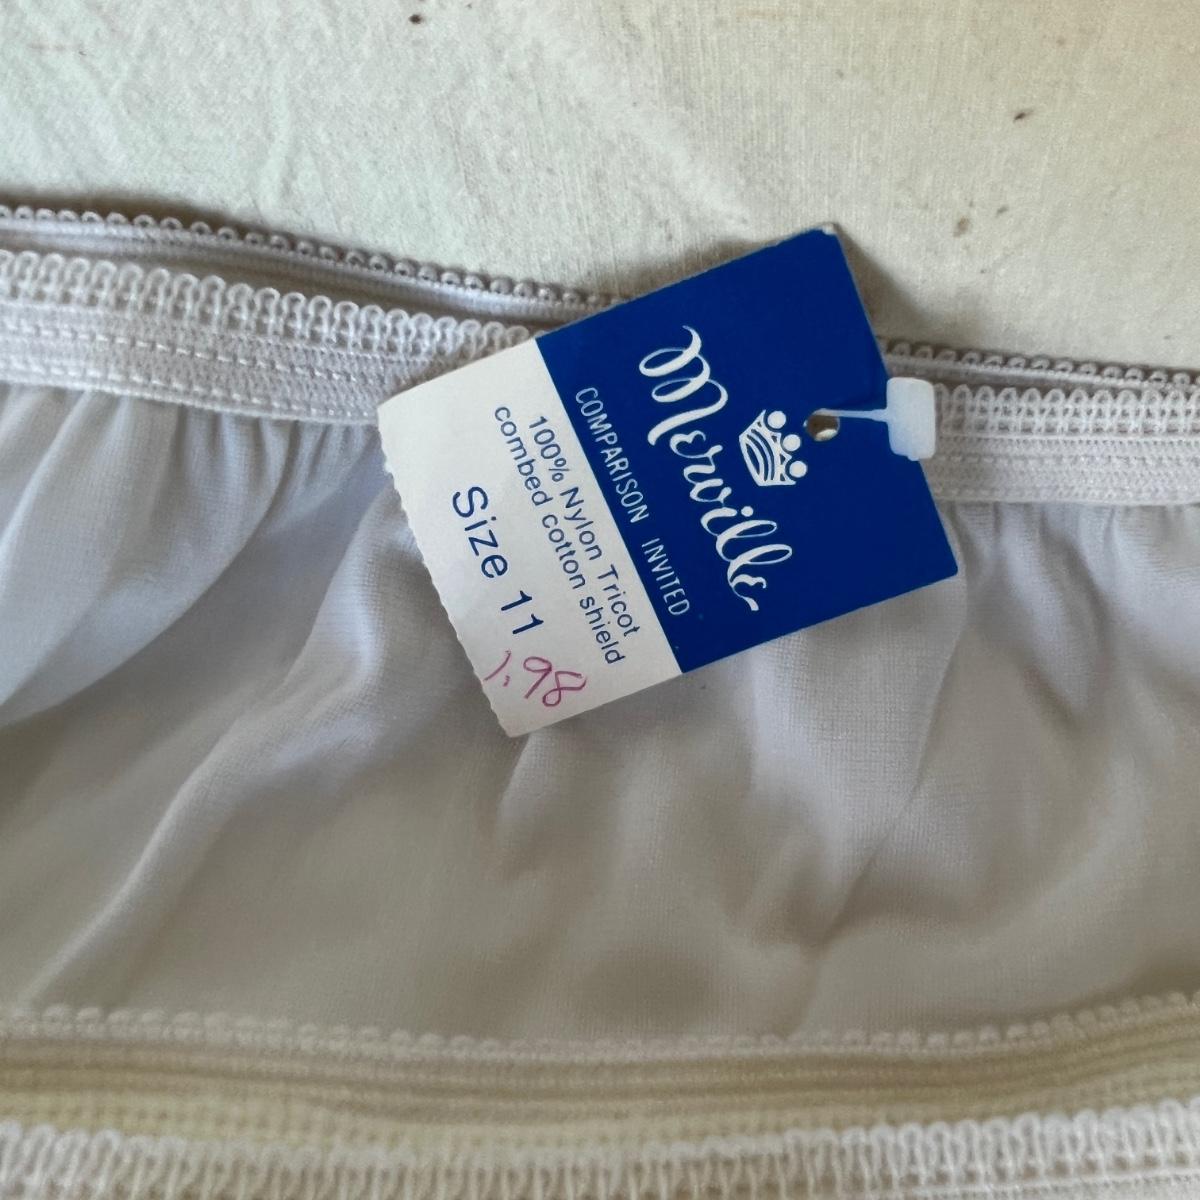 Merville
COMPARISON INVITED
100% Nylon Tricot
combed cotton shield
Size 11
1.98